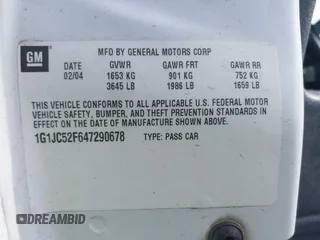 GM
MFD BY GENERAL MOTORS CORP
DATE GVWR GAWR FRT GAWR RR
02/04 1653 KG 901 KG 752 KG
3645 LB 1986 LB 1659 LB
THIS VEHICLE CONFORMS TO ALL APPLICABLE U.S. FEDERAL MOTOR
VEHICLE SAFETY, BUMPER, AND THEFT PREVENTION STANDARDS IN
EFFECT ON THE DATE OF MANUFACTURE SHOWN ABOVE.
1G1JC52F647290678 TYPE: PASS CAR